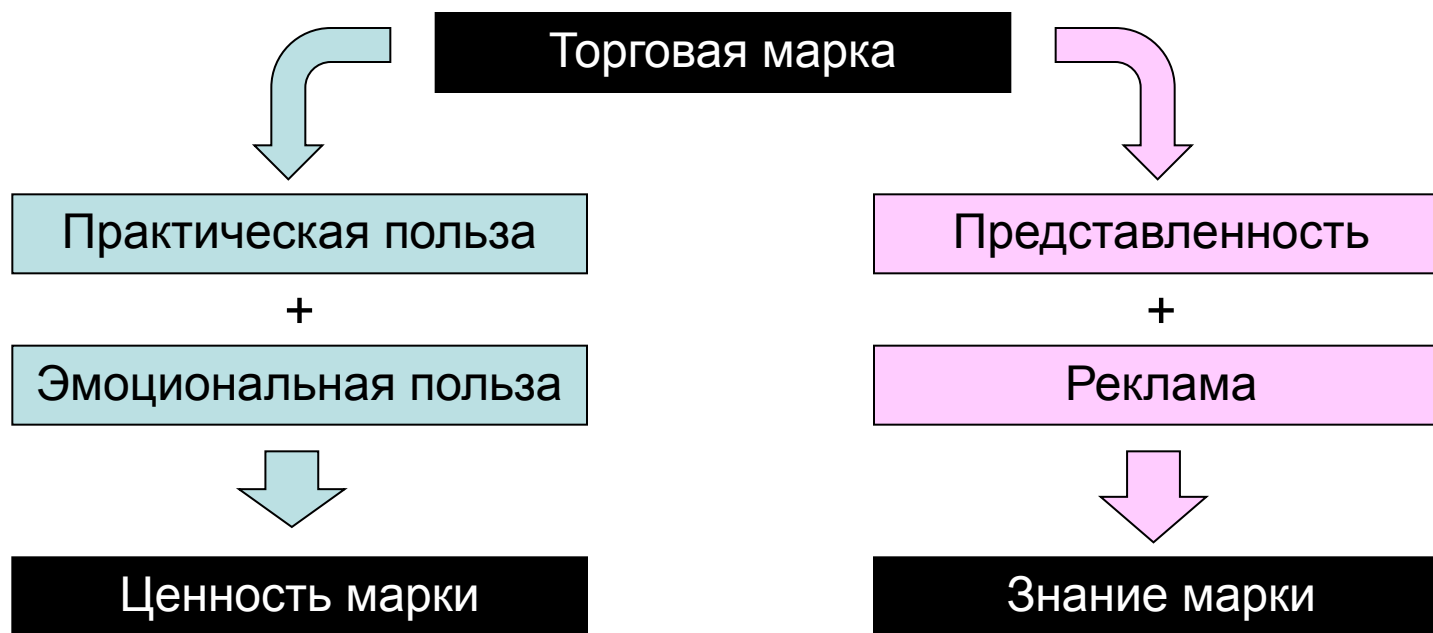 Торговая марка
Практическая польза
+
Эмоциональная польза
Ценность марки
Представленность
+
Реклама
Знание марки